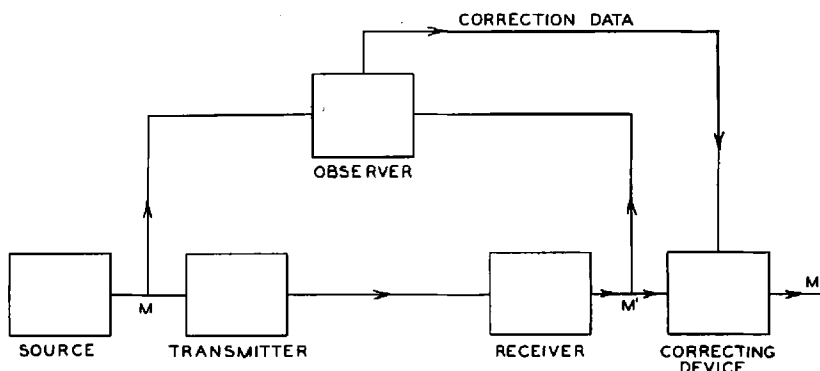 CORRECTION DATA
OBSERVER
M
M'
M
SOURCE
TRANSMITTER
RECEIVER
CORRECTING
DEVICE